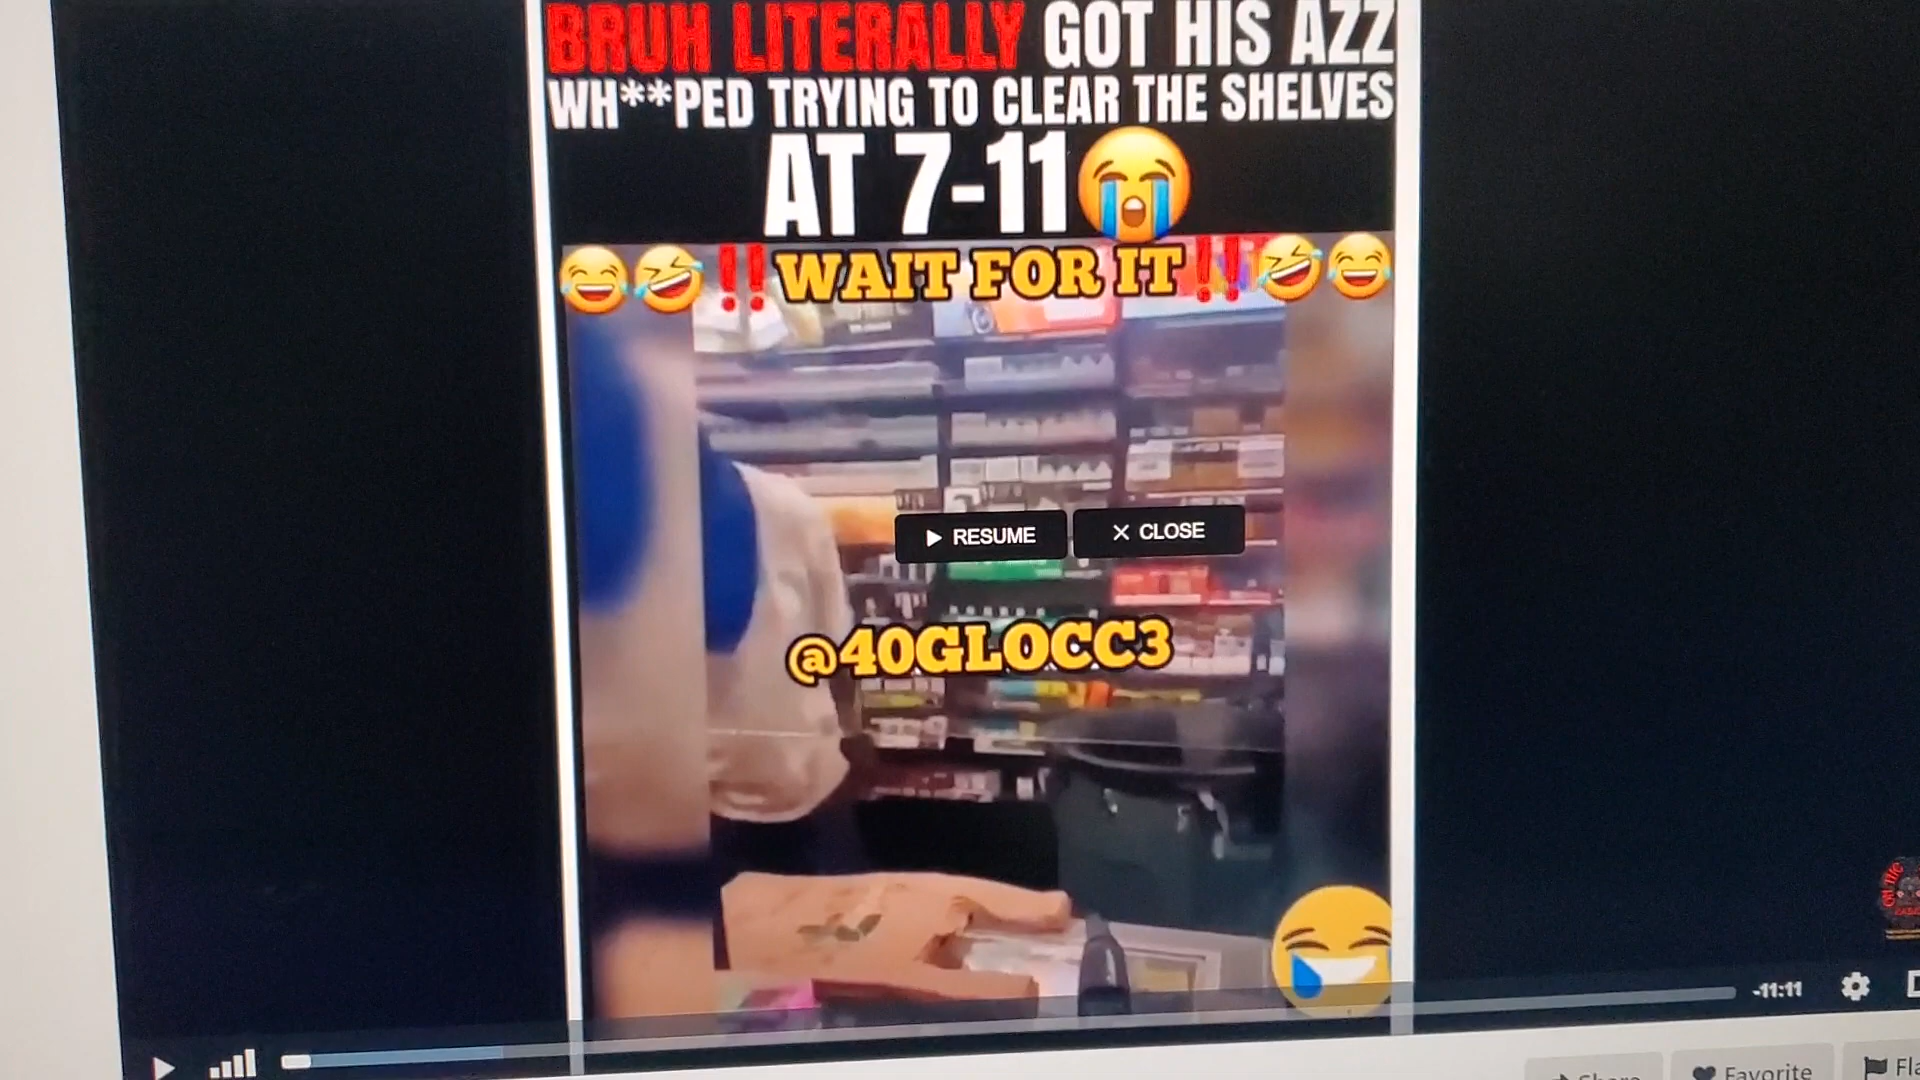 BRUH LITERALLY GOT HIS AZZ
WH**PED TRYING TO CLEAR THE SHELVES
AT 7-11
WAIT FOR IT
RESUME
CLOSE
@40GLOCC3
-11:11
Share
Favorite